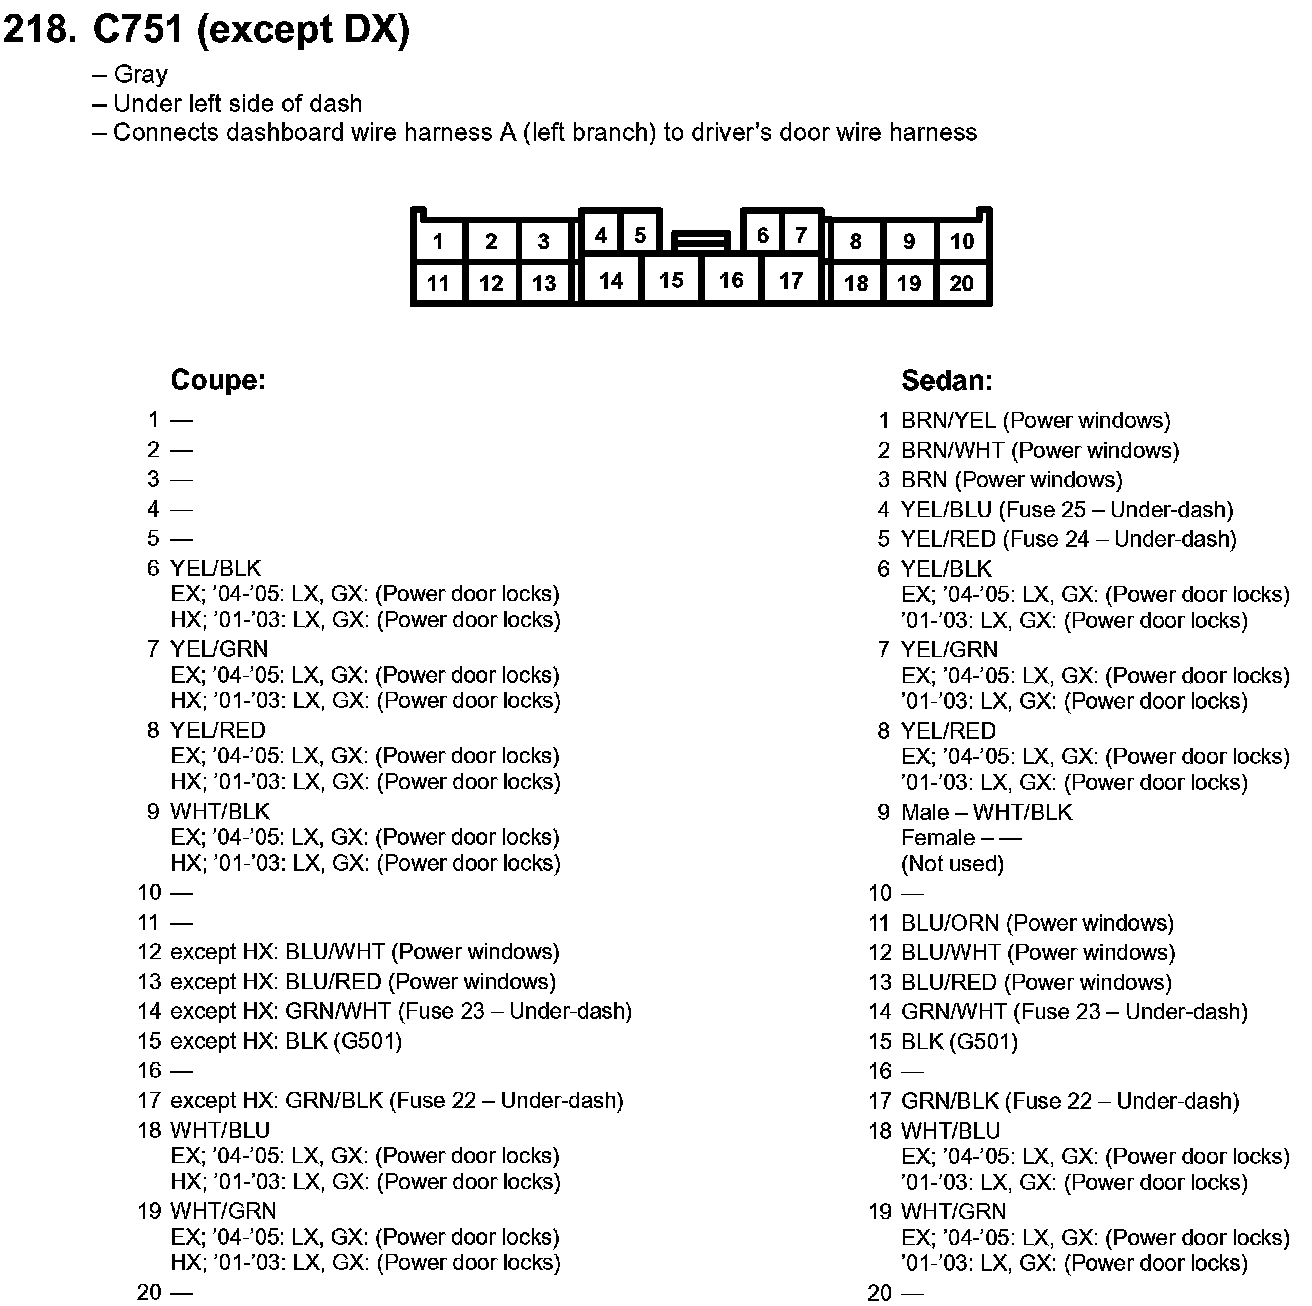 218. C751 (except DX)
– Gray
– Under left side of dash
– Connects dashboard wire harness A (left branch) to driver's door wire harness
1 2 3 4 5 6 7 8 9 10
11 12 13 14 15 16 17 18 19 20
Coupe:
1 —
2 —
3 —
4 —
5 —
6 YEL/BLK
EX; '04-'05: LX, GX: (Power door locks)
HX; '01-'03: LX, GX: (Power door locks)
7 YEL/GRN
EX; '04-'05: LX, GX: (Power door locks)
HX; '01-'03: LX, GX: (Power door locks)
8 YEL/RED
EX; '04-'05: LX, GX: (Power door locks)
HX; '01-'03: LX, GX: (Power door locks)
9 WHT/BLK
EX; '04-'05: LX, GX: (Power door locks)
HX; '01-'03: LX, GX: (Power door locks)
10 —
11 —
12 except HX: BLU/WHT (Power windows)
13 except HX: BLU/RED (Power windows)
14 except HX: GRN/WHT (Fuse 23 – Under-dash)
15 except HX: BLK (G501)
16 —
17 except HX: GRN/BLK (Fuse 22 – Under-dash)
18 WHT/BLU
EX; '04-'05: LX, GX: (Power door locks)
HX; '01-'03: LX, GX: (Power door locks)
19 WHT/GRN
EX; '04-'05: LX, GX: (Power door locks)
HX; '01-'03: LX, GX: (Power door locks)
20 —
Sedan:
1 BRN/YEL (Power windows)
2 BRN/WHT (Power windows)
3 BRN (Power windows)
4 YEL/BLU (Fuse 25 – Under-dash)
5 YEL/RED (Fuse 24 – Under-dash)
6 YEL/BLK
EX; '04-'05: LX, GX: (Power door locks)
'01-'03: LX, GX: (Power door locks)
7 YEL/GRN
EX; '04-'05: LX, GX: (Power door locks)
'01-'03: LX, GX: (Power door locks)
8 YEL/RED
EX; '04-'05: LX, GX: (Power door locks)
'01-'03: LX, GX: (Power door locks)
9 Male – WHT/BLK
Female – —
(Not used)
10 —
11 BLU/ORN (Power windows)
12 BLU/WHT (Power windows)
13 BLU/RED (Power windows)
14 GRN/WHT (Fuse 23 – Under-dash)
15 BLK (G501)
16 —
17 GRN/BLK (Fuse 22 – Under-dash)
18 WHT/BLU
EX; '04-'05: LX, GX: (Power door locks)
'01-'03: LX, GX: (Power door locks)
19 WHT/GRN
EX; '04-'05: LX, GX: (Power door locks)
'01-'03: LX, GX: (Power door locks)
20 —